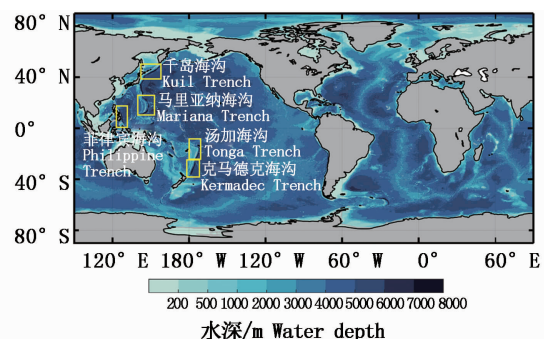 80° N
40° N
0°
40° S
80° S
千岛海沟
Kuil Trench
马里亚纳海沟
Mariana Trench
菲律宾海沟
Philippine
Trench
汤加海沟
Tonga Trench
克马德克海沟
Kermadec Trench
120° E 180° W 120° W 60° W 0° 60° E
200 500 1000 2000 3000 4000 5000 6000 7000 8000
水深/m Water depth